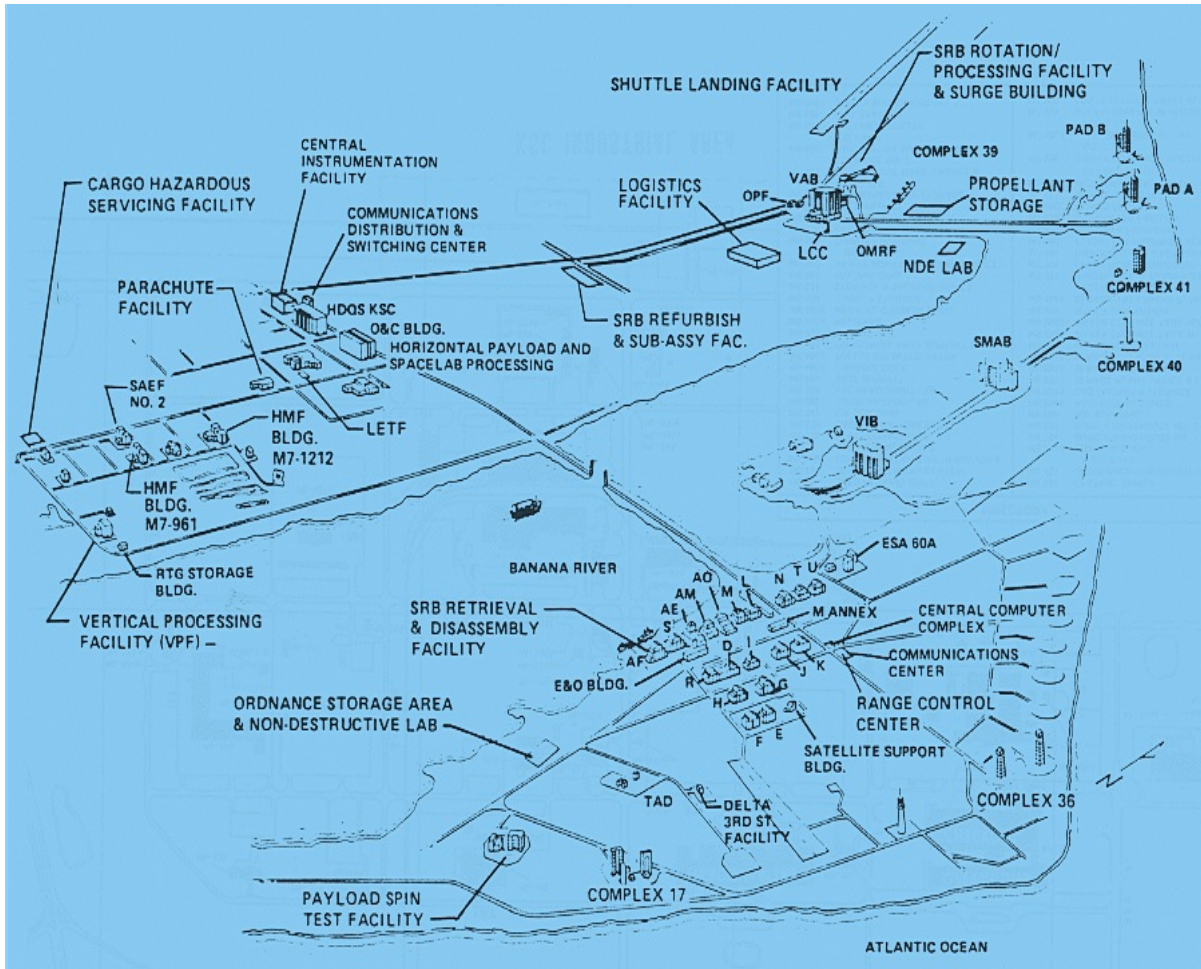 SHUTTLE LANDING FACILITY
SRB ROTATION/
PROCESSING FACILITY
& SURGE BUILDING
PAD B
COMPLEX 39
PAD A
CENTRAL
INSTRUMENTATION
FACILITY
CARGO HAZARDOUS
SERVICING FACILITY
COMMUNICATIONS
DISTRIBUTION &
SWITCHING CENTER
LOGISTICS
FACILITY
VAB
OPF
PROPELLANT
STORAGE
LCC
OMRF
NDE LAB
COMPLEX 41
PARACHUTE
FACILITY
HDOS KSC
O&C BLDG.
HORIZONTAL PAYLOAD AND
SPACELAB PROCESSING
SRB REFURBISH
& SUB-ASSY FAC.
SMAB
COMPLEX 40
SAEF
NO. 2
HMF
BLDG.
M7-1212
LETF
VIB
HMF
BLDG.
M7-961
RTG STORAGE
BLDG.
VERTICAL PROCESSING
FACILITY (VPF) –
BANANA RIVER
ESA 60A
N T U
L
M
AO
AM
AE
S
AF
SRB RETRIEVAL
& DISASSEMBLY
FACILITY
M ANNEX
CENTRAL COMPUTER
COMPLEX
COMMUNICATIONS
CENTER
E&O BLDG.
R
D
I
J
K
H
G
F
E
RANGE CONTROL
CENTER
SATELLITE SUPPORT
BLDG.
ORDNANCE STORAGE AREA
& NON-DESTRUCTIVE LAB
TAD
DELTA
3RD ST.
FACILITY
COMPLEX 36
N
PAYLOAD SPIN
TEST FACILITY
COMPLEX 17
ATLANTIC OCEAN